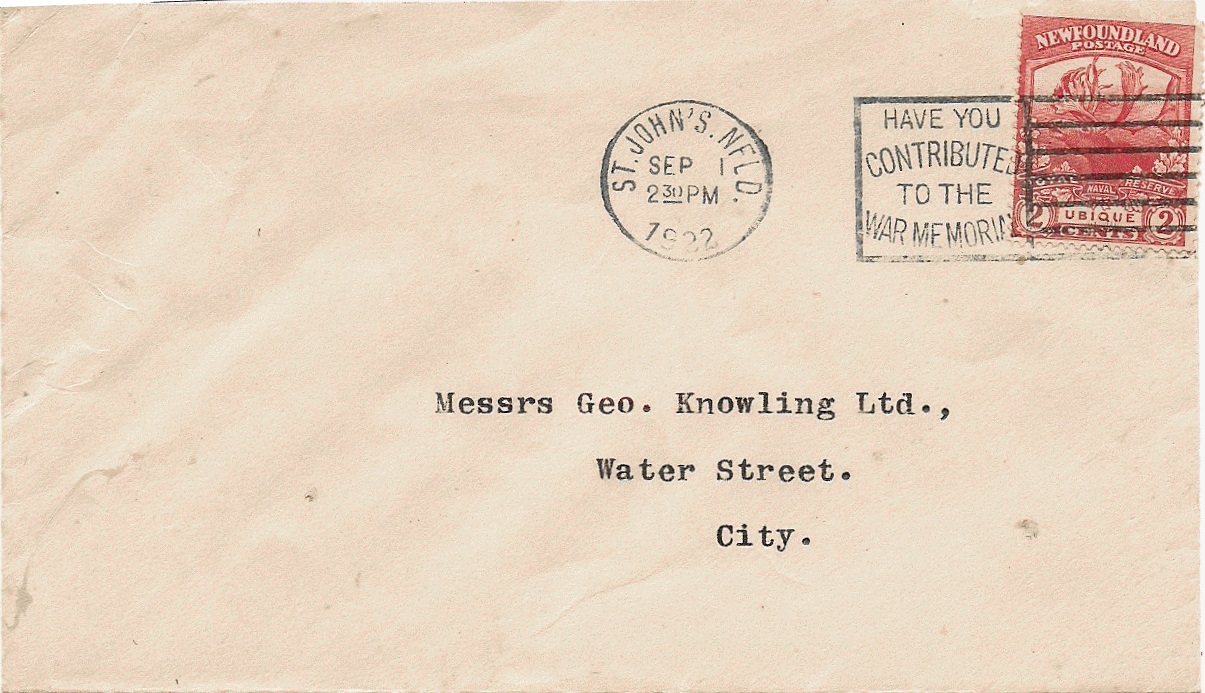 NEWFOUNDLAND
POSTAGE
NAVAL RESERVE
2 UBIQUE 2
CENTS
ST. JOHN'S. NFLD.
SEP 1
2 30 PM
1922
HAVE YOU
CONTRIBUTED
TO THE
WAR MEMORIAL
Messrs Geo. Knowling Ltd.,
Water Street.
City.